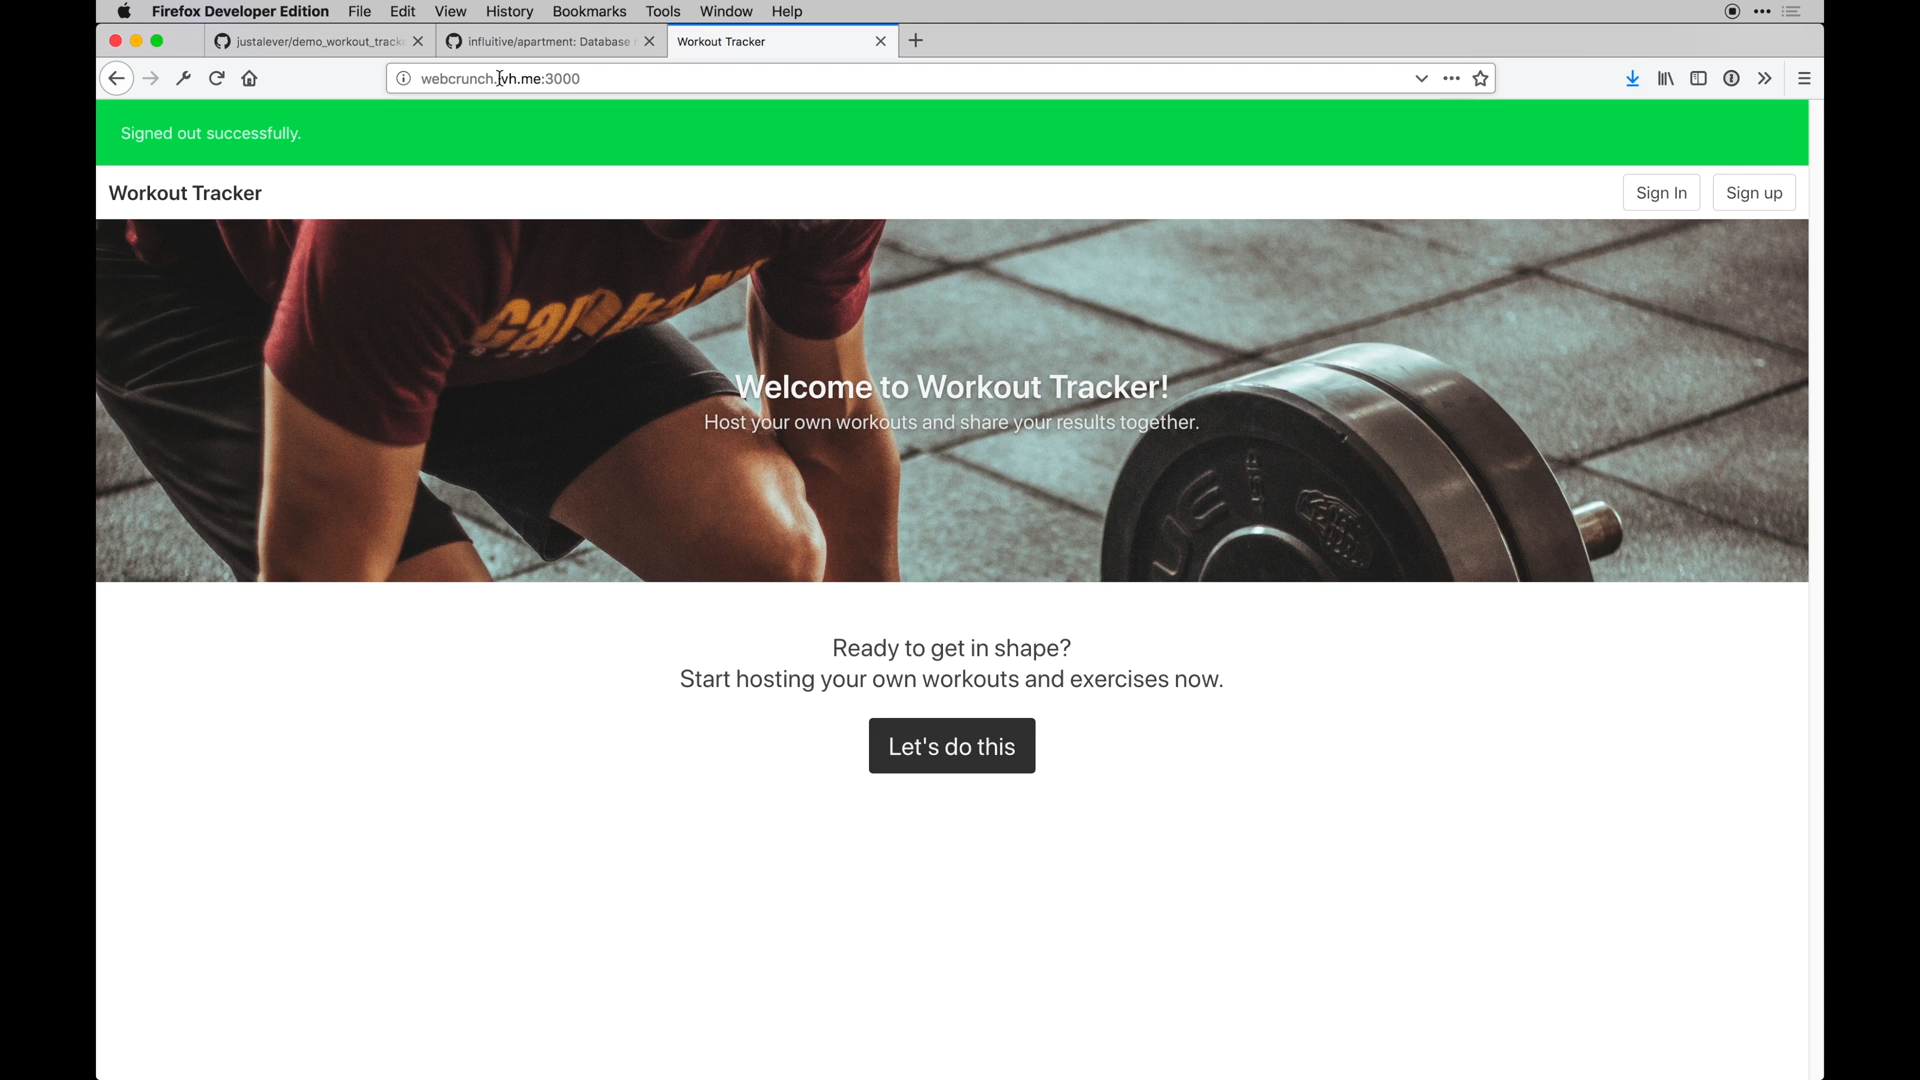 Firefox Developer Edition File Edit View History Bookmarks Tools Window Help
justalever/demo_workout_track
influitive/apartment: Database
Workout Tracker
webcrunch.lvh.me:3000
Signed out successfully.
Workout Tracker
Sign In
Sign up
Welcome to Workout Tracker!
Host your own workouts and share your results together.
Ready to get in shape?
Start hosting your own workouts and exercises now.
Let's do this